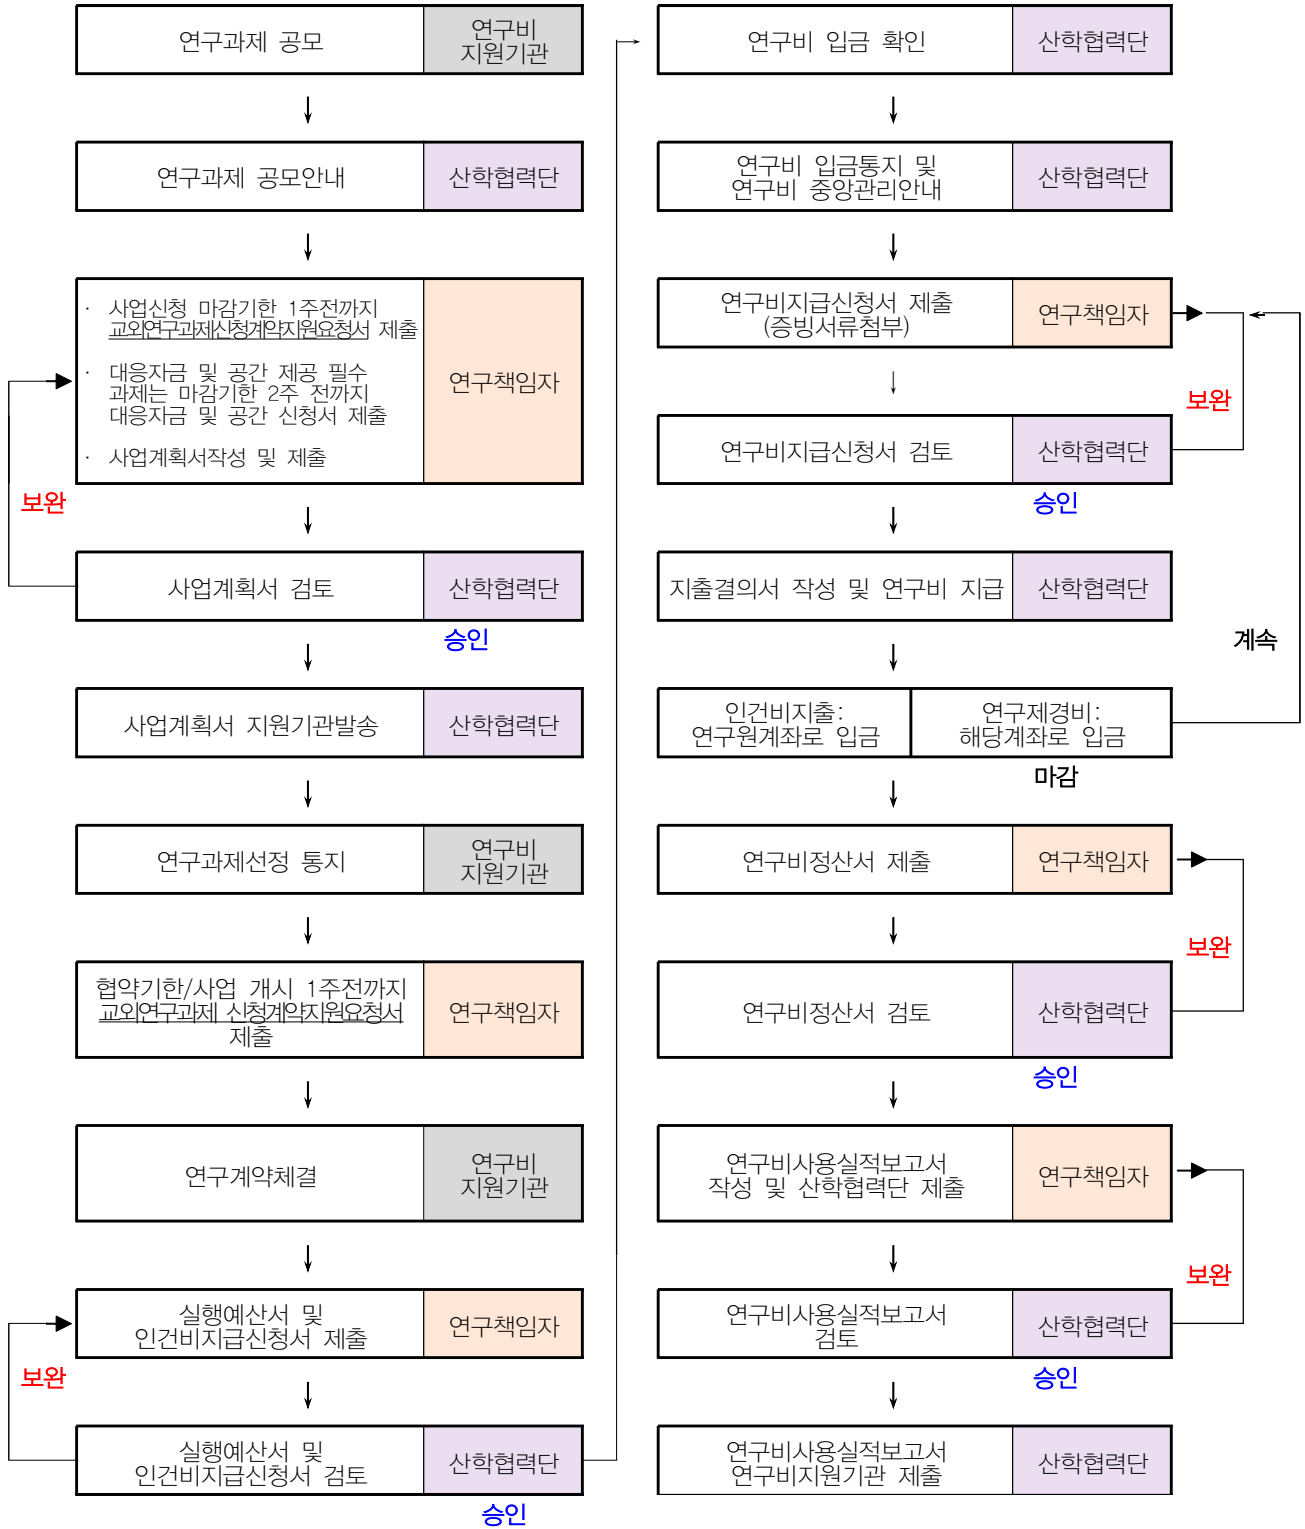 연구과제 공모
연구비
지원기관
연구과제 공모안내
산학협력단
· 사업신청 마감기한 1주전까지
교외연구과제신청계약지원요청서 제출
· 대응자금 및 공간 제공 필수
과제는 마감기한 2주 전까지
대응자금 및 공간 신청서 제출
· 사업계획서작성 및 제출
연구책임자
보완
사업계획서 검토
산학협력단
승인
사업계획서 지원기관발송
산학협력단
연구과제선정 통지
연구비
지원기관
협약기한/사업 개시 1주전까지
교외연구과제 신청계약지원요청서
제출
연구책임자
연구계약체결
연구비
지원기관
실행예산서 및
인건비지급신청서 제출
연구책임자
보완
실행예산서 및
인건비지급신청서 검토
산학협력단
승인
연구비 입금 확인
산학협력단
연구비 입금통지 및
연구비 중앙관리안내
산학협력단
연구비지급신청서 제출
(증빙서류첨부)
연구책임자
보완
연구비지급신청서 검토
산학협력단
승인
지출결의서 작성 및 연구비 지급
산학협력단
계속
인건비지출:
연구원계좌로 입금
연구제경비:
해당계좌로 입금
마감
연구비정산서 제출
연구책임자
보완
연구비정산서 검토
산학협력단
승인
연구비사용실적보고서
작성 및 산학협력단 제출
연구책임자
보완
연구비사용실적보고서
검토
산학협력단
승인
연구비사용실적보고서
연구비지원기관 제출
산학협력단